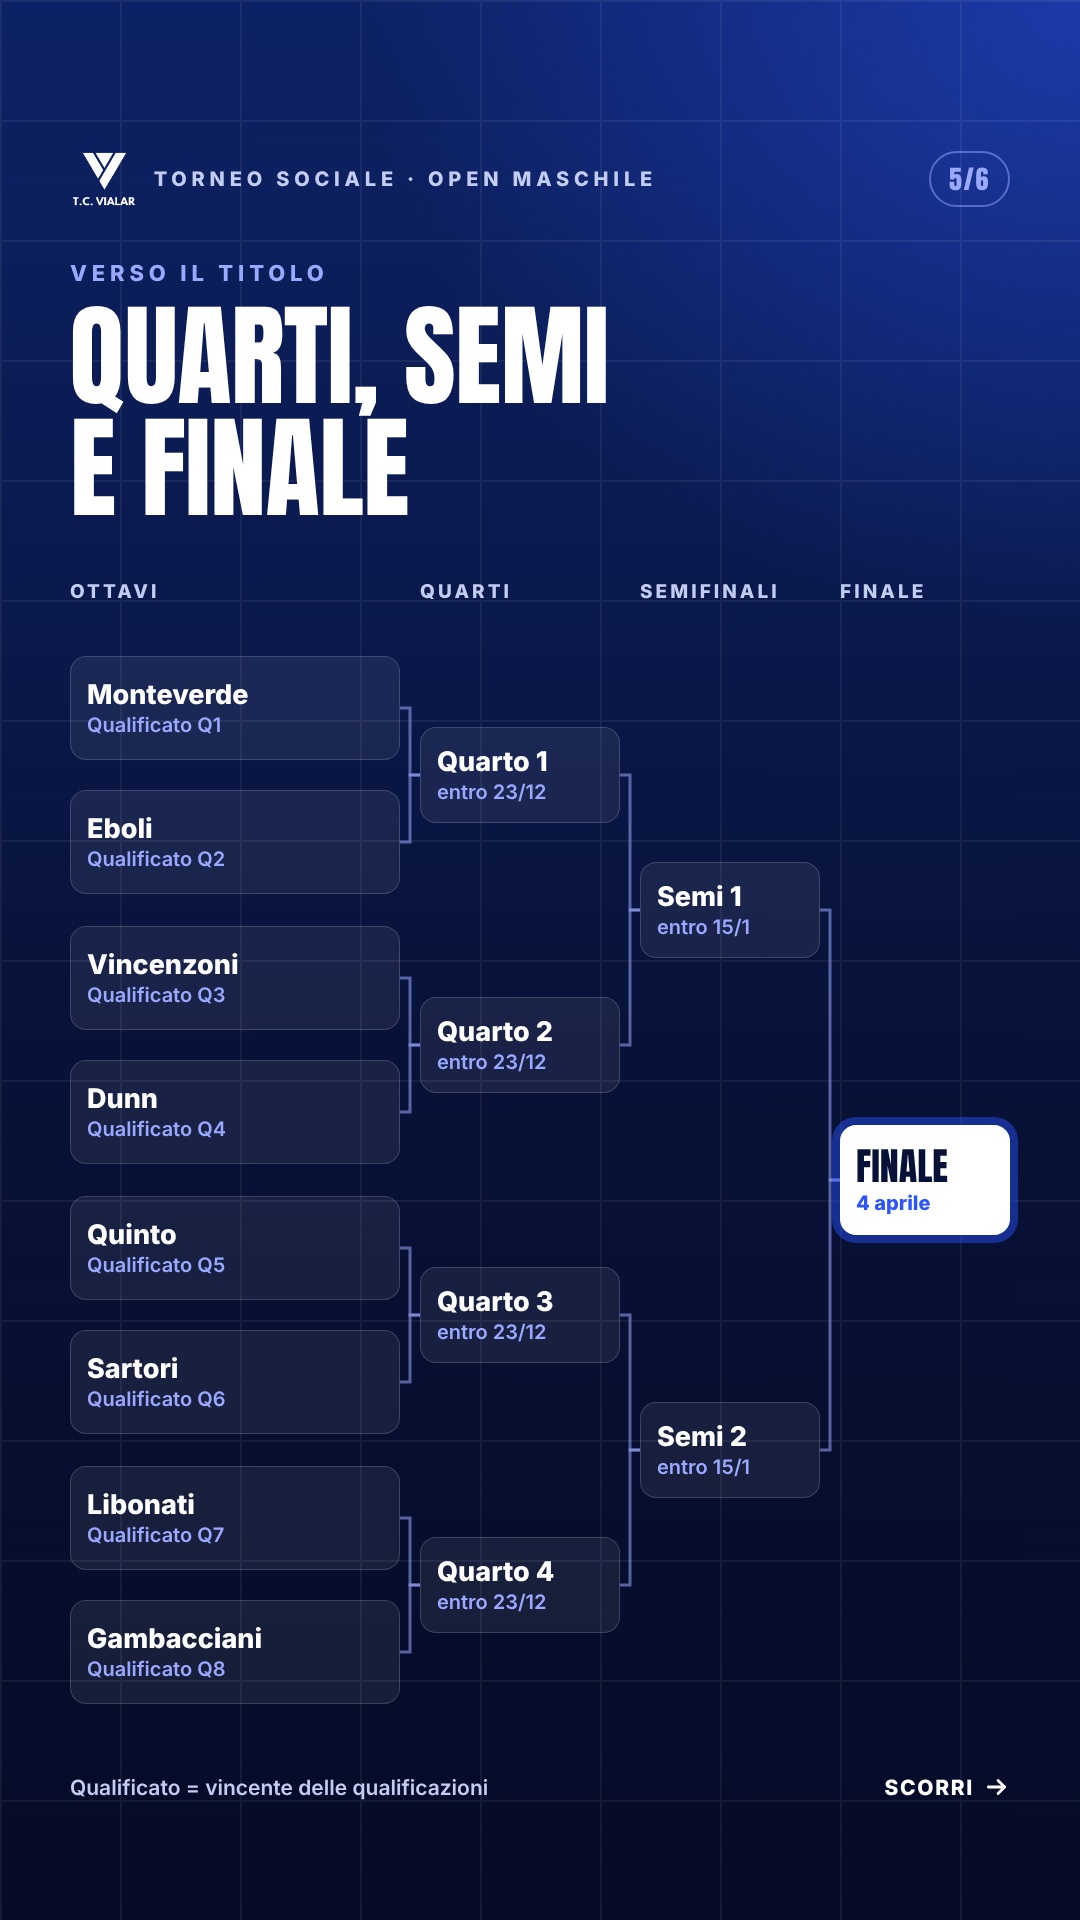 T.C. VIALAR
TORNEO SOCIALE · OPEN MASCHILE
5/6
VERSO IL TITOLO
QUARTI, SEMI
E FINALE
OTTAVI
QUARTI
SEMIFINALI
FINALE
Monteverde
Qualificato Q1
Eboli
Qualificato Q2
Vincenzoni
Qualificato Q3
Dunn
Qualificato Q4
Quinto
Qualificato Q5
Sartori
Qualificato Q6
Libonati
Qualificato Q7
Gambacciani
Qualificato Q8
Quarto 1
entro 23/12
Quarto 2
entro 23/12
Quarto 3
entro 23/12
Quarto 4
entro 23/12
Semi 1
entro 15/1
Semi 2
entro 15/1
FINALE
4 aprile
Qualificato = vincente delle qualificazioni
SCORRI →